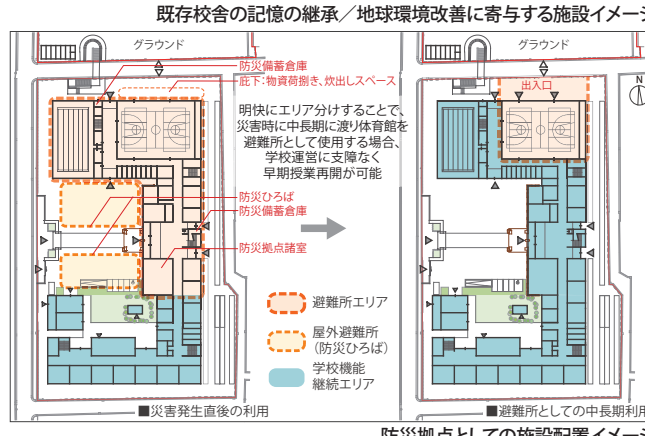 既存校舎の記憶の継承／地球環境改善に寄与する施設イメージ
グラウンド
防災備蓄倉庫
庇下：物資荷捌き、炊出しスペース
明快にエリア分けすることで、
災害時に中長期に渡り体育館を
避難所として使用する場合、
学校運営に支障なく
早期授業再開が可能
防災ひろば
防災備蓄倉庫
防災拠点諸室
避難所エリア
屋外避難所
（防災ひろば）
学校機能
継続エリア
■災害発生直後の利用
グラウンド
出入口
N
■避難所としての中長期利用
防災拠点としての施設配置イメージ